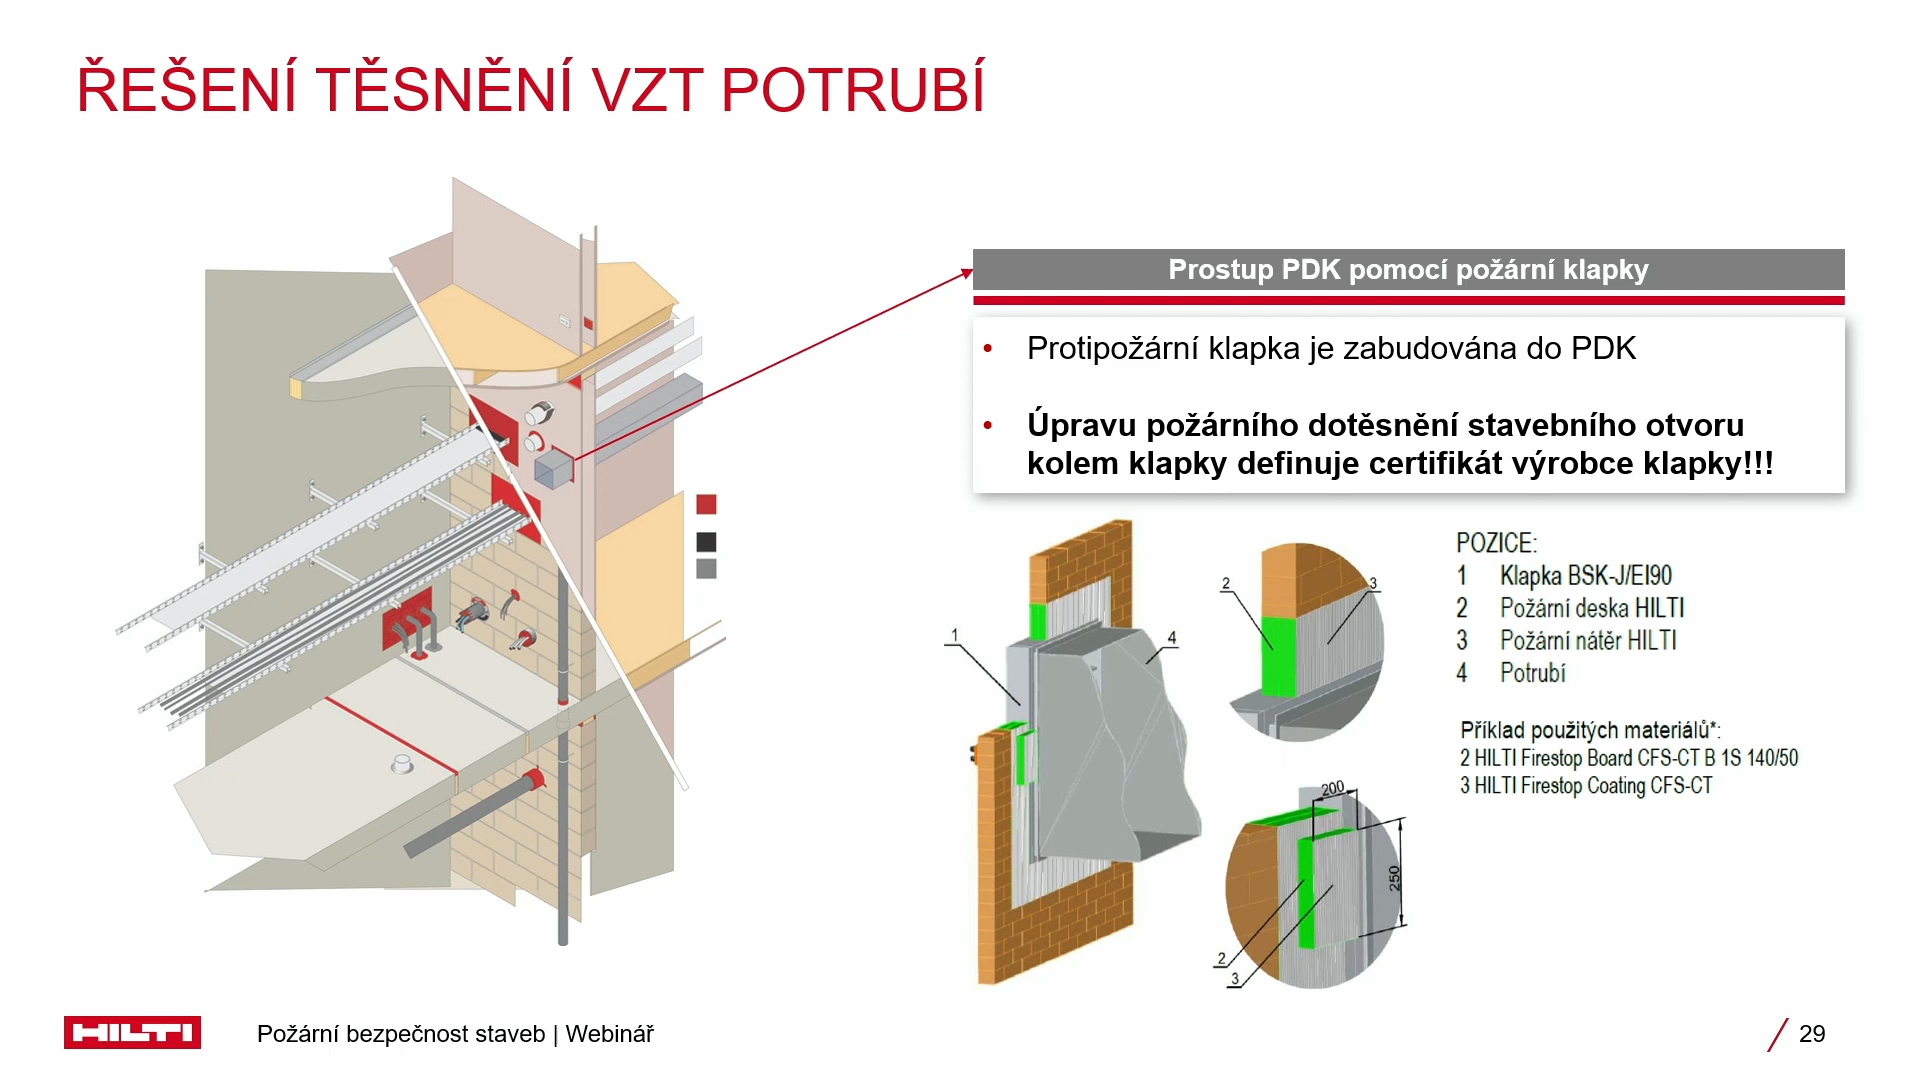 ŘEŠENÍ TĚSNĚNÍ VZT POTRUBÍ
Prostup PDK pomocí požární klapky
• Protipožární klapka je zabudována do PDK
• Úpravu požárního dotěsnění stavebního otvoru
kolem klapky definuje certifikát výrobce klapky!!!
1
4
2
3
POZICE:
1 Klapka BSK-J/EI90
2 Požární deska HILTI
3 Požární nátěr HILTI
4 Potrubí
Příklad použitých materiálů*:
2 HILTI Firestop Board CFS-CT B 1S 140/50
3 HILTI Firestop Coating CFS-CT
200
250
2
3
HILTI
Požární bezpečnost staveb | Webinář
29